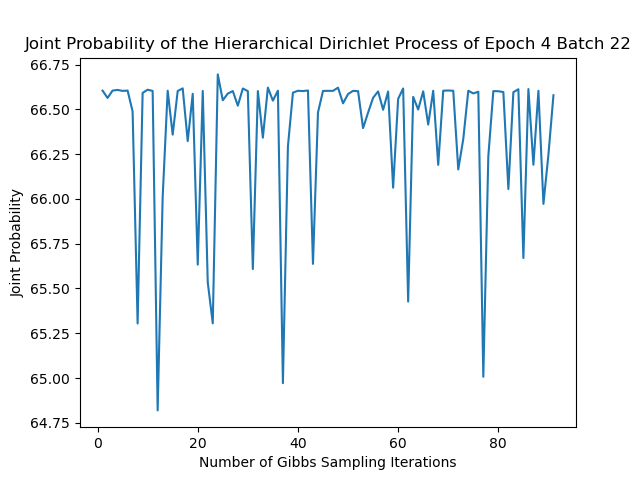 Joint Probability of the Hierarchical Dirichlet Process of Epoch 4 Batch 22
66.75
66.50
66.25
66.00
65.75
65.50
65.25
65.00
64.75
Joint Probability
0 20 40 60 80
Number of Gibbs Sampling Iterations